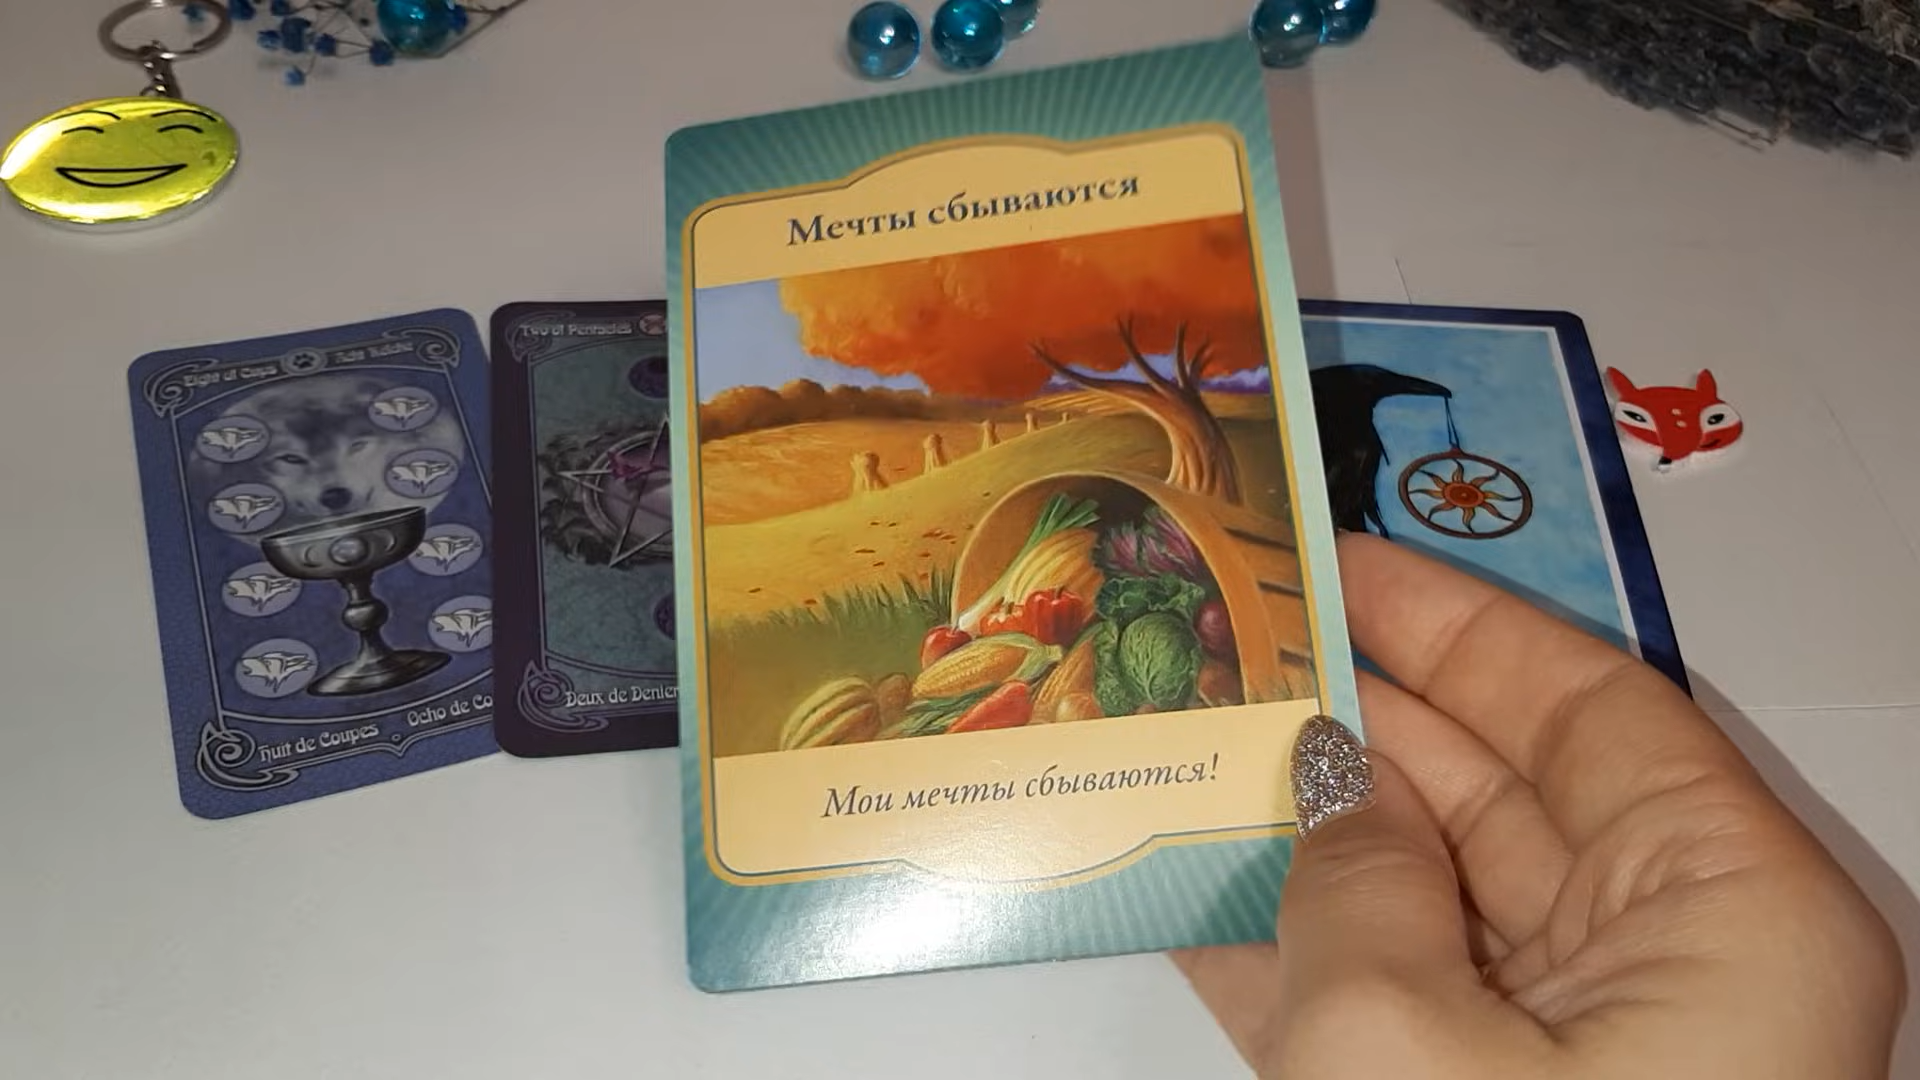 Мечты сбываются
Мои мечты сбываются!
Eight of Cups
Huit de Coupes
Ocho de Co
Two of Pentacles
Deux de Denier